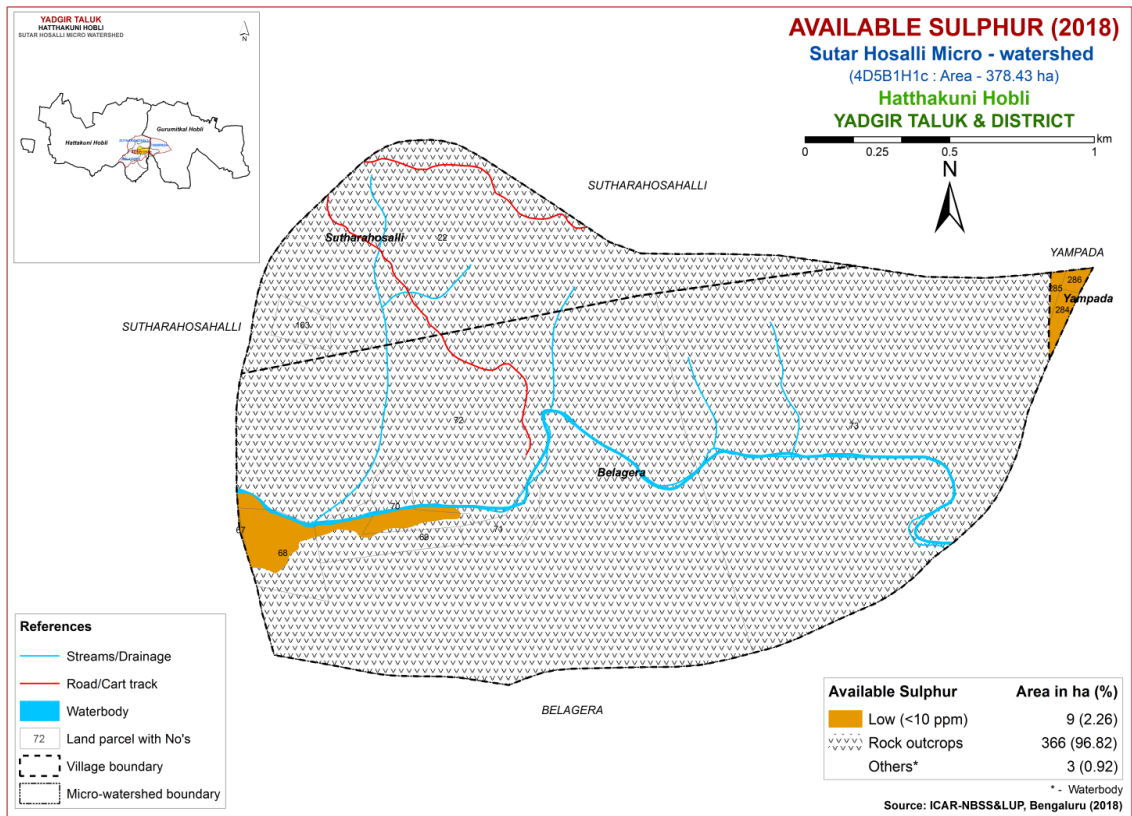 YADGIR TALUK
HATTHAKUNI HOBLI
SUTAR HOSALLI MICRO WATERSHED
N
Gurumitkal Hobli
Hattakuni Hobli
AVAILABLE SULPHUR (2018)
Sutar Hosalli Micro - watershed
(4D5B1H1c : Area - 378.43 ha)
Hatthakuni Hobli
YADGIR TALUK & DISTRICT
km
0 0.25 0.5 1
N
SUTHARAHOSAHALLI
Sutharahosalli
22
YAMPADA
286
285
Yampada
284
SUTHARAHOSAHALLI
183
72
73
Belagera
70
67
71
69
68
BELAGERA
References
Streams/Drainage
Road/Cart track
Waterbody
72 Land parcel with No's
Village boundary
Micro-watershed boundary
Available Sulphur Area in ha (%)
Low (<10 ppm) 9 (2.26)
Rock outcrops 366 (96.82)
Others* 3 (0.92)
* - Waterbody
Source: ICAR-NBSS&LUP, Bengaluru (2018)